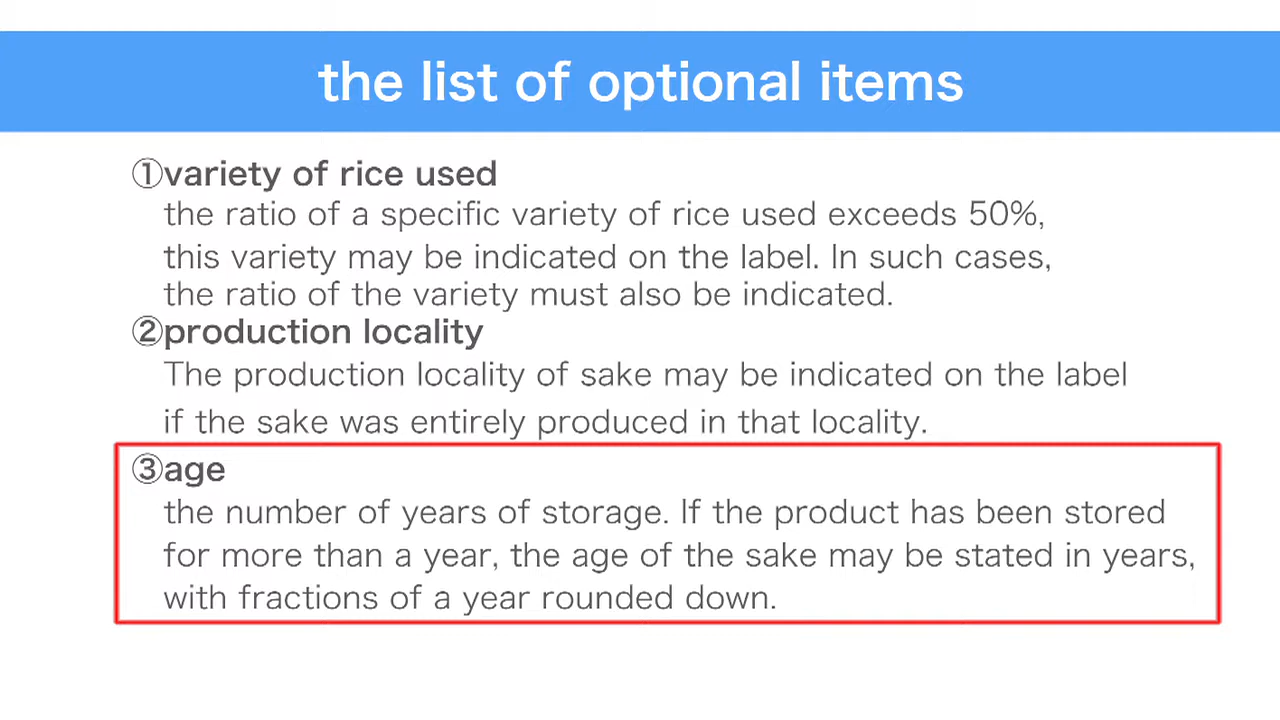 the list of optional items
①variety of rice used
the ratio of a specific variety of rice used exceeds 50%,
this variety may be indicated on the label. In such cases,
the ratio of the variety must also be indicated.
②production locality
The production locality of sake may be indicated on the label
if the sake was entirely produced in that locality.
③age
the number of years of storage. If the product has been stored
for more than a year, the age of the sake may be stated in years,
with fractions of a year rounded down.